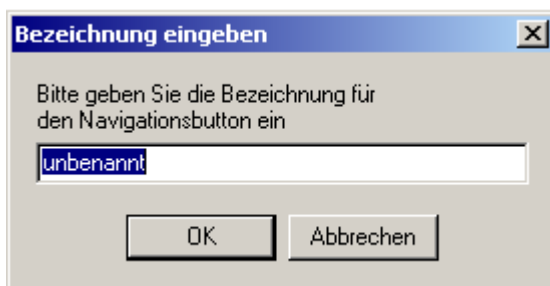 Bezeichnung eingeben
Bitte geben Sie die Bezeichnung für
den Navigationsbutton ein
unbenannt
OK Abbrechen